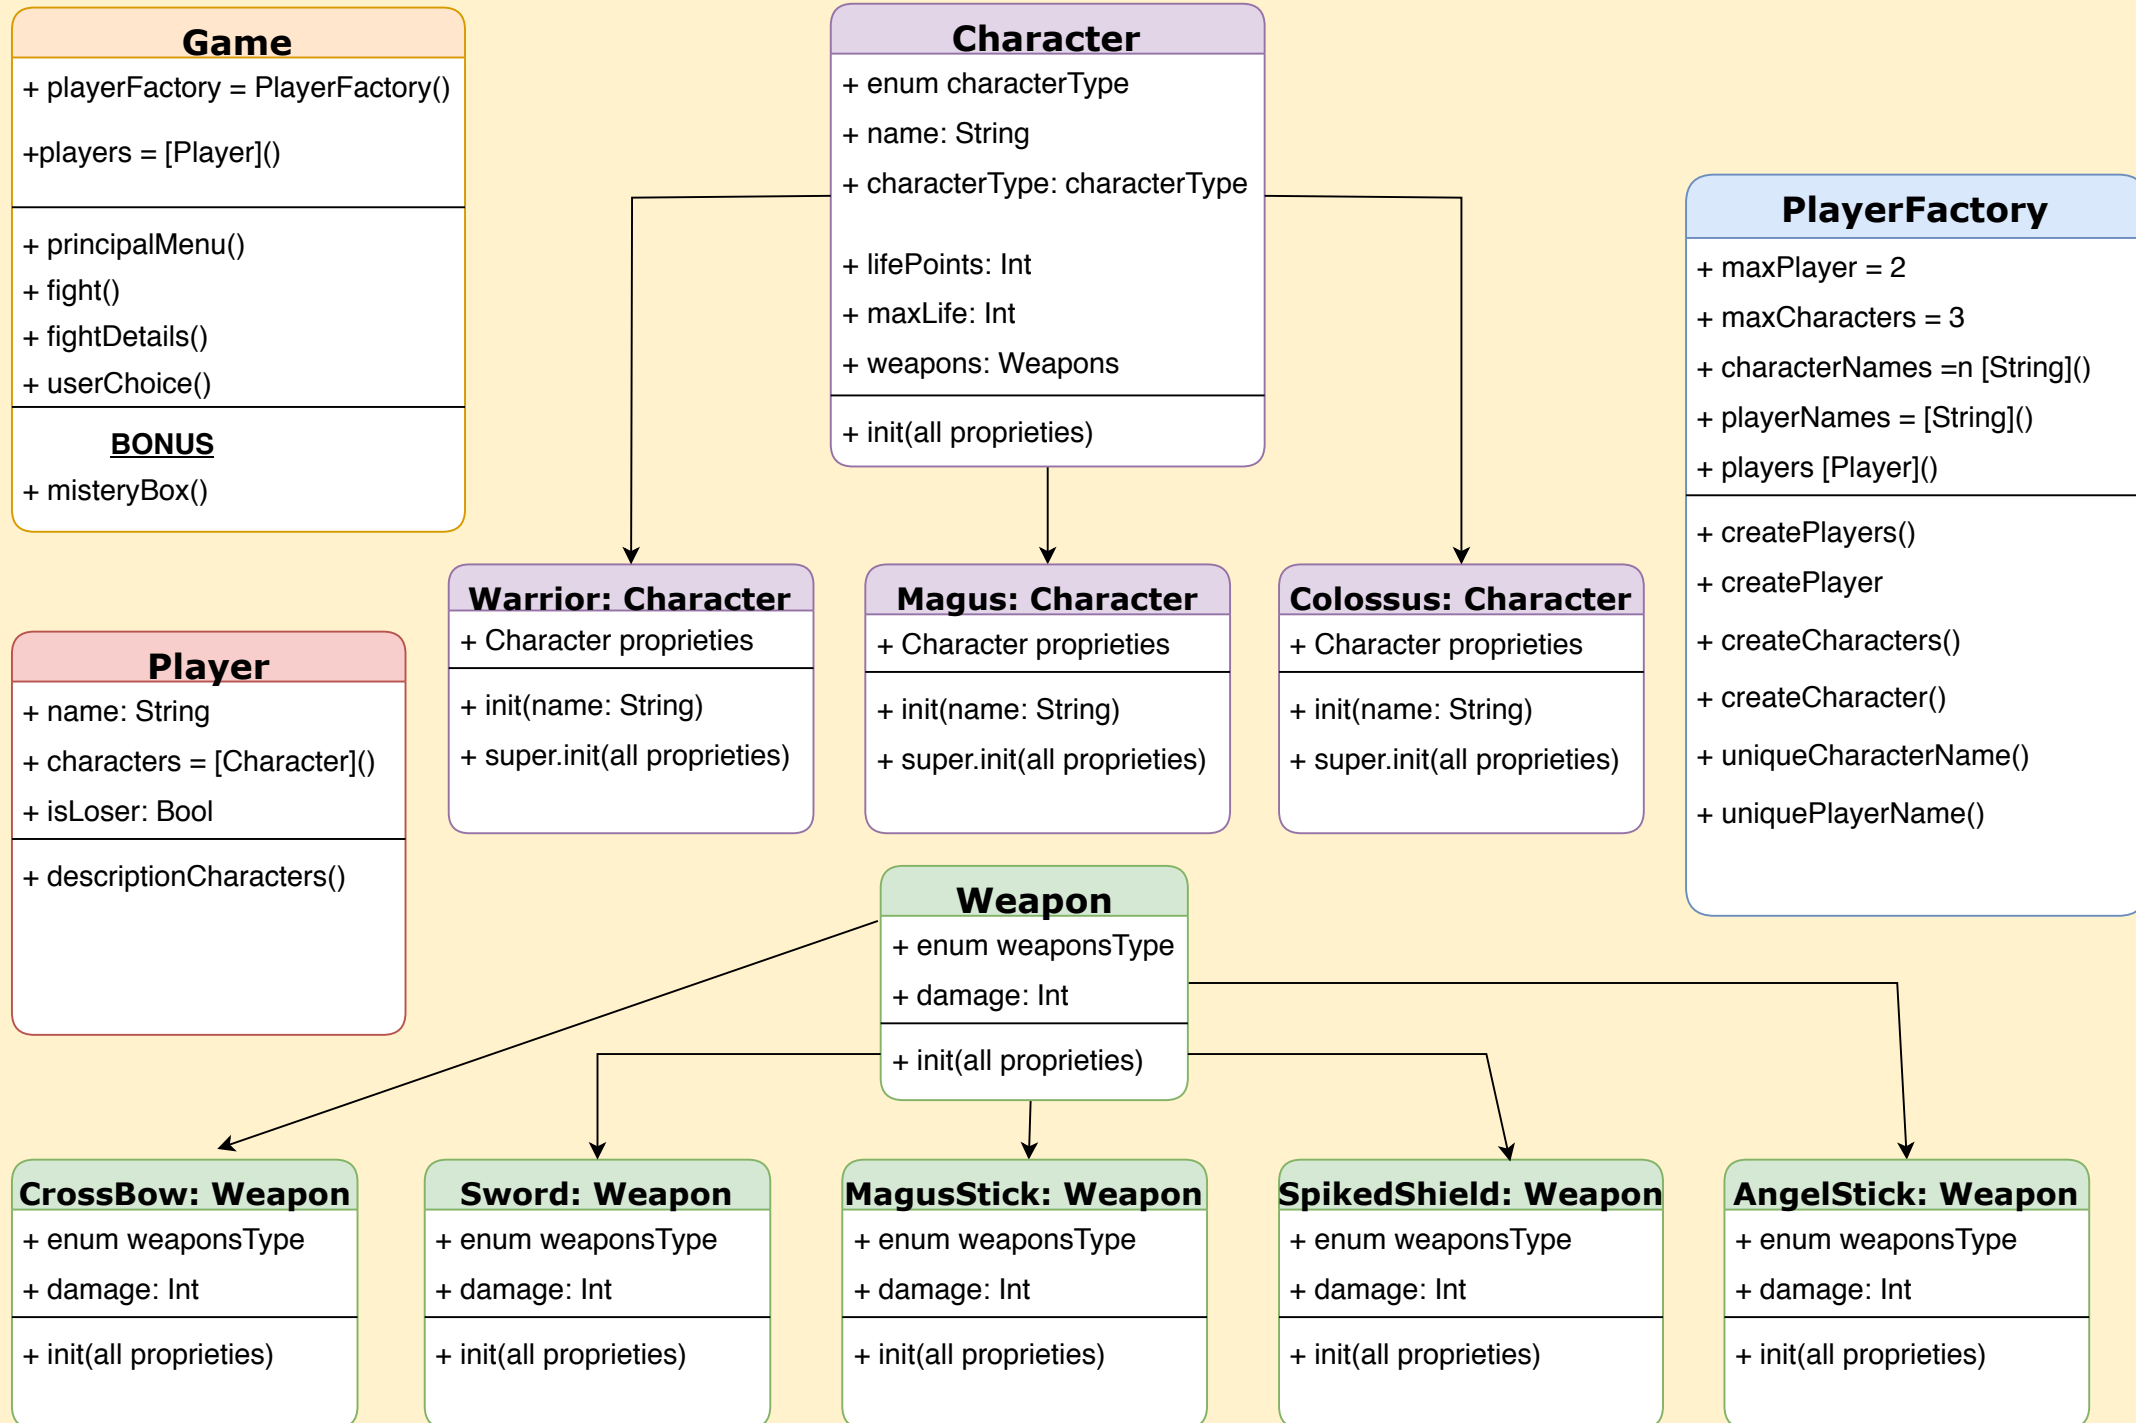 Game
+ playerFactory = PlayerFactory()
+players = [Player]()
+ principalMenu()
+ fight()
+ fightDetails()
+ userChoice()
BONUS
+ misteryBox()
Character
+ enum characterType
+ name: String
+ characterType: characterType
+ lifePoints: Int
+ maxLife: Int
+ weapons: Weapons
+ init(all proprieties)
PlayerFactory
+ maxPlayer = 2
+ maxCharacters = 3
+ characterNames =n [String]()
+ playerNames = [String]()
+ players [Player]()
+ createPlayers()
+ createPlayer
+ createCharacters()
+ createCharacter()
+ uniqueCharacterName()
+ uniquePlayerName()
Warrior: Character
+ Character proprieties
+ init(name: String)
+ super.init(all proprieties)
Magus: Character
+ Character proprieties
+ init(name: String)
+ super.init(all proprieties)
Colossus: Character
+ Character proprieties
+ init(name: String)
+ super.init(all proprieties)
Player
+ name: String
+ characters = [Character]()
+ isLoser: Bool
+ descriptionCharacters()
Weapon
+ enum weaponsType
+ damage: Int
+ init(all proprieties)
CrossBow: Weapon
+ enum weaponsType
+ damage: Int
+ init(all proprieties)
Sword: Weapon
+ enum weaponsType
+ damage: Int
+ init(all proprieties)
MagusStick: Weapon
+ enum weaponsType
+ damage: Int
+ init(all proprieties)
SpikedShield: Weapon
+ enum weaponsType
+ damage: Int
+ init(all proprieties)
AngelStick: Weapon
+ enum weaponsType
+ damage: Int
+ init(all proprieties)